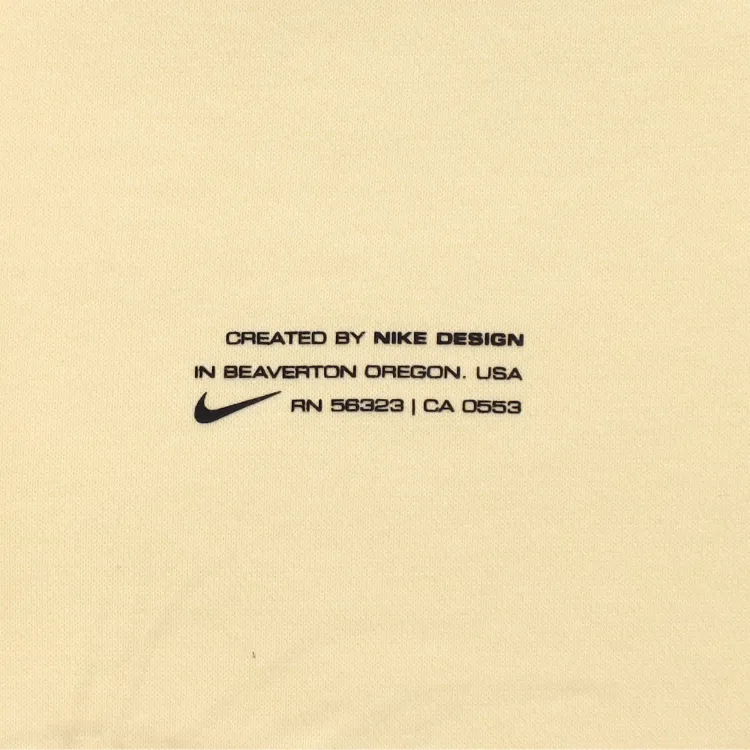 CREATED BY NIKE DESIGN
IN BEAVERTON OREGON. USA
RN 56323 | CA 0553